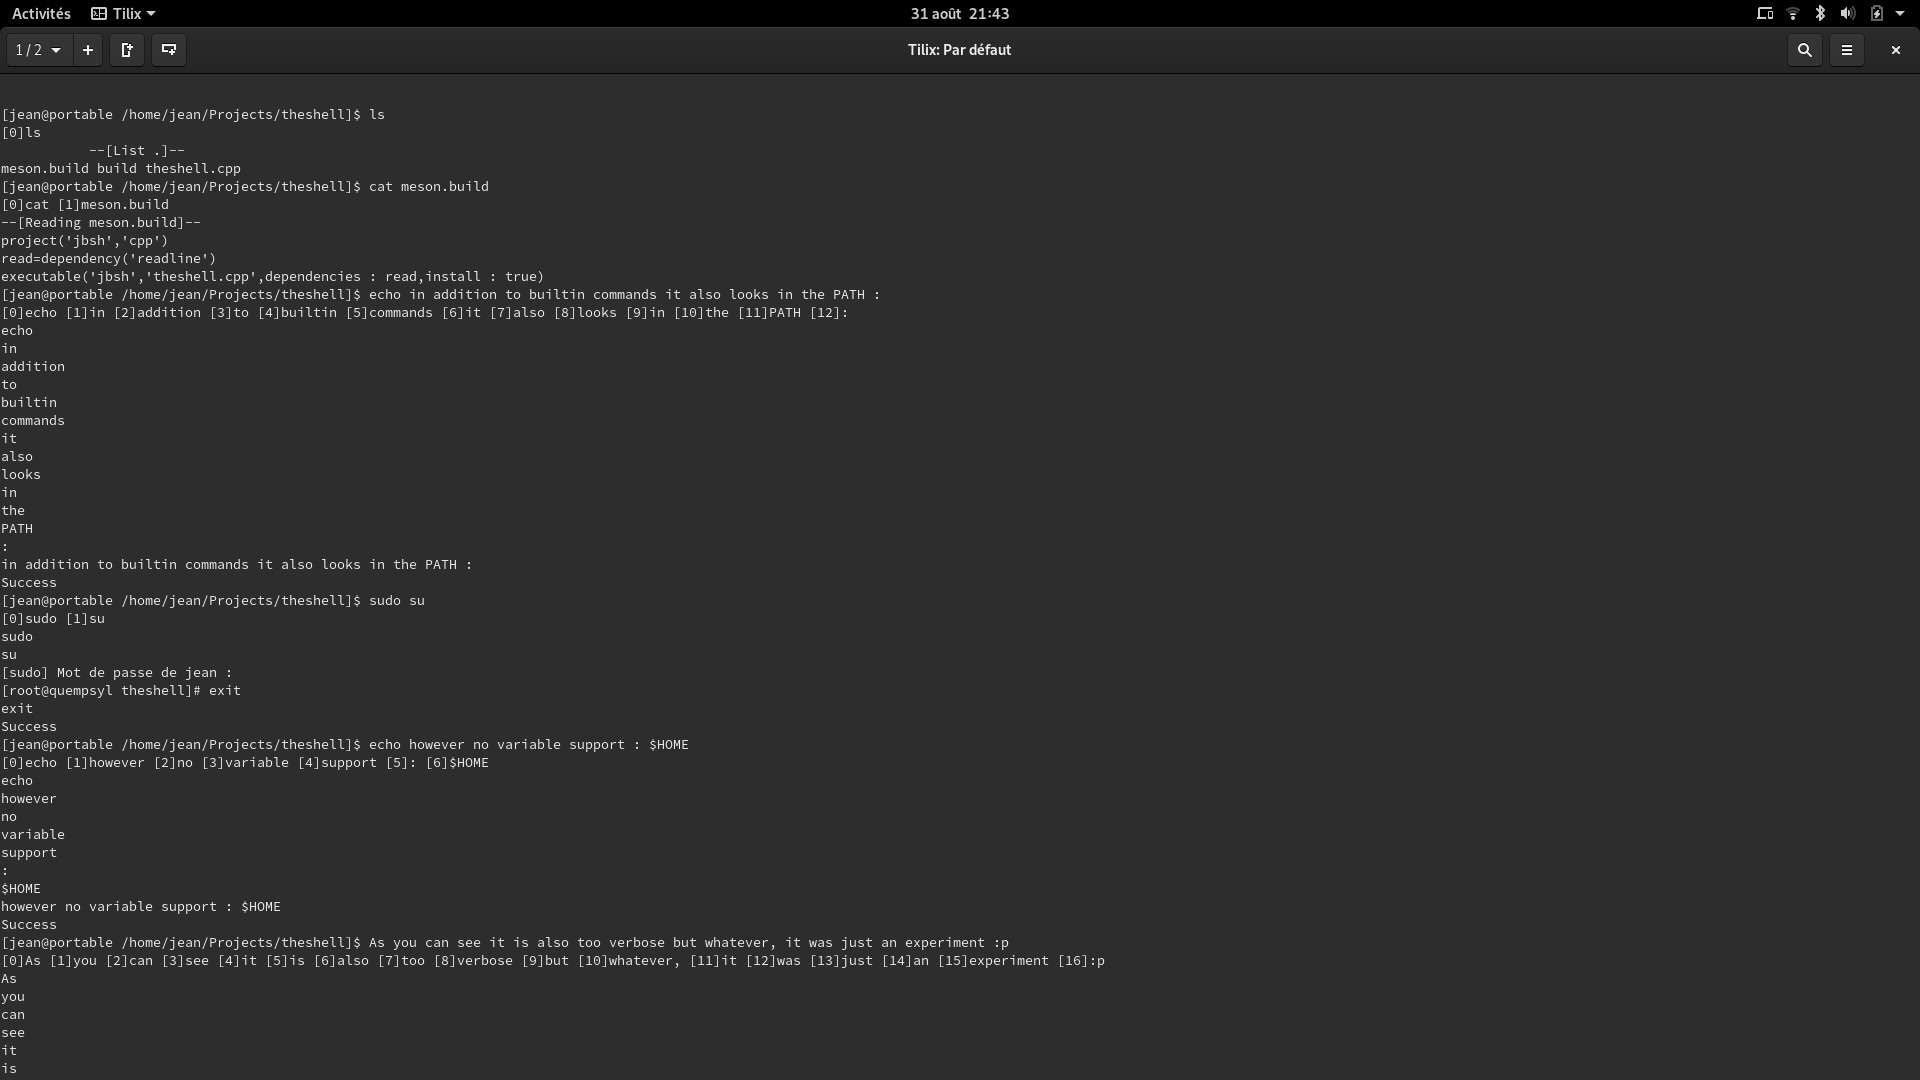 Activités Tilix 31 août 21:43
1 / 2 Tilix: Par défaut
[jean@portable /home/jean/Projects/theshell]$ ls
[0]ls
--[List .]--
meson.build build theshell.cpp
[jean@portable /home/jean/Projects/theshell]$ cat meson.build
[0]cat [1]meson.build
--[Reading meson.build]--
project('jbsh','cpp')
read=dependency('readline')
executable('jbsh','theshell.cpp',dependencies : read,install : true)
[jean@portable /home/jean/Projects/theshell]$ echo in addition to builtin commands it also looks in the PATH :
[0]echo [1]in [2]addition [3]to [4]builtin [5]commands [6]it [7]also [8]looks [9]in [10]the [11]PATH [12]:
echo
in
addition
to
builtin
commands
it
also
looks
in
the
PATH
:
in addition to builtin commands it also looks in the PATH :
Success
[jean@portable /home/jean/Projects/theshell]$ sudo su
[0]sudo [1]su
sudo
su
[sudo] Mot de passe de jean :
[root@quempsyl theshell]# exit
exit
Success
[jean@portable /home/jean/Projects/theshell]$ echo however no variable support : $HOME
[0]echo [1]however [2]no [3]variable [4]support [5]: [6]$HOME
echo
however
no
variable
support
:
$HOME
however no variable support : $HOME
Success
[jean@portable /home/jean/Projects/theshell]$ As you can see it is also too verbose but whatever, it was just an experiment :p
[0]As [1]you [2]can [3]see [4]it [5]is [6]also [7]too [8]verbose [9]but [10]whatever, [11]it [12]was [13]just [14]an [15]experiment [16]:p
As
you
can
see
it
is